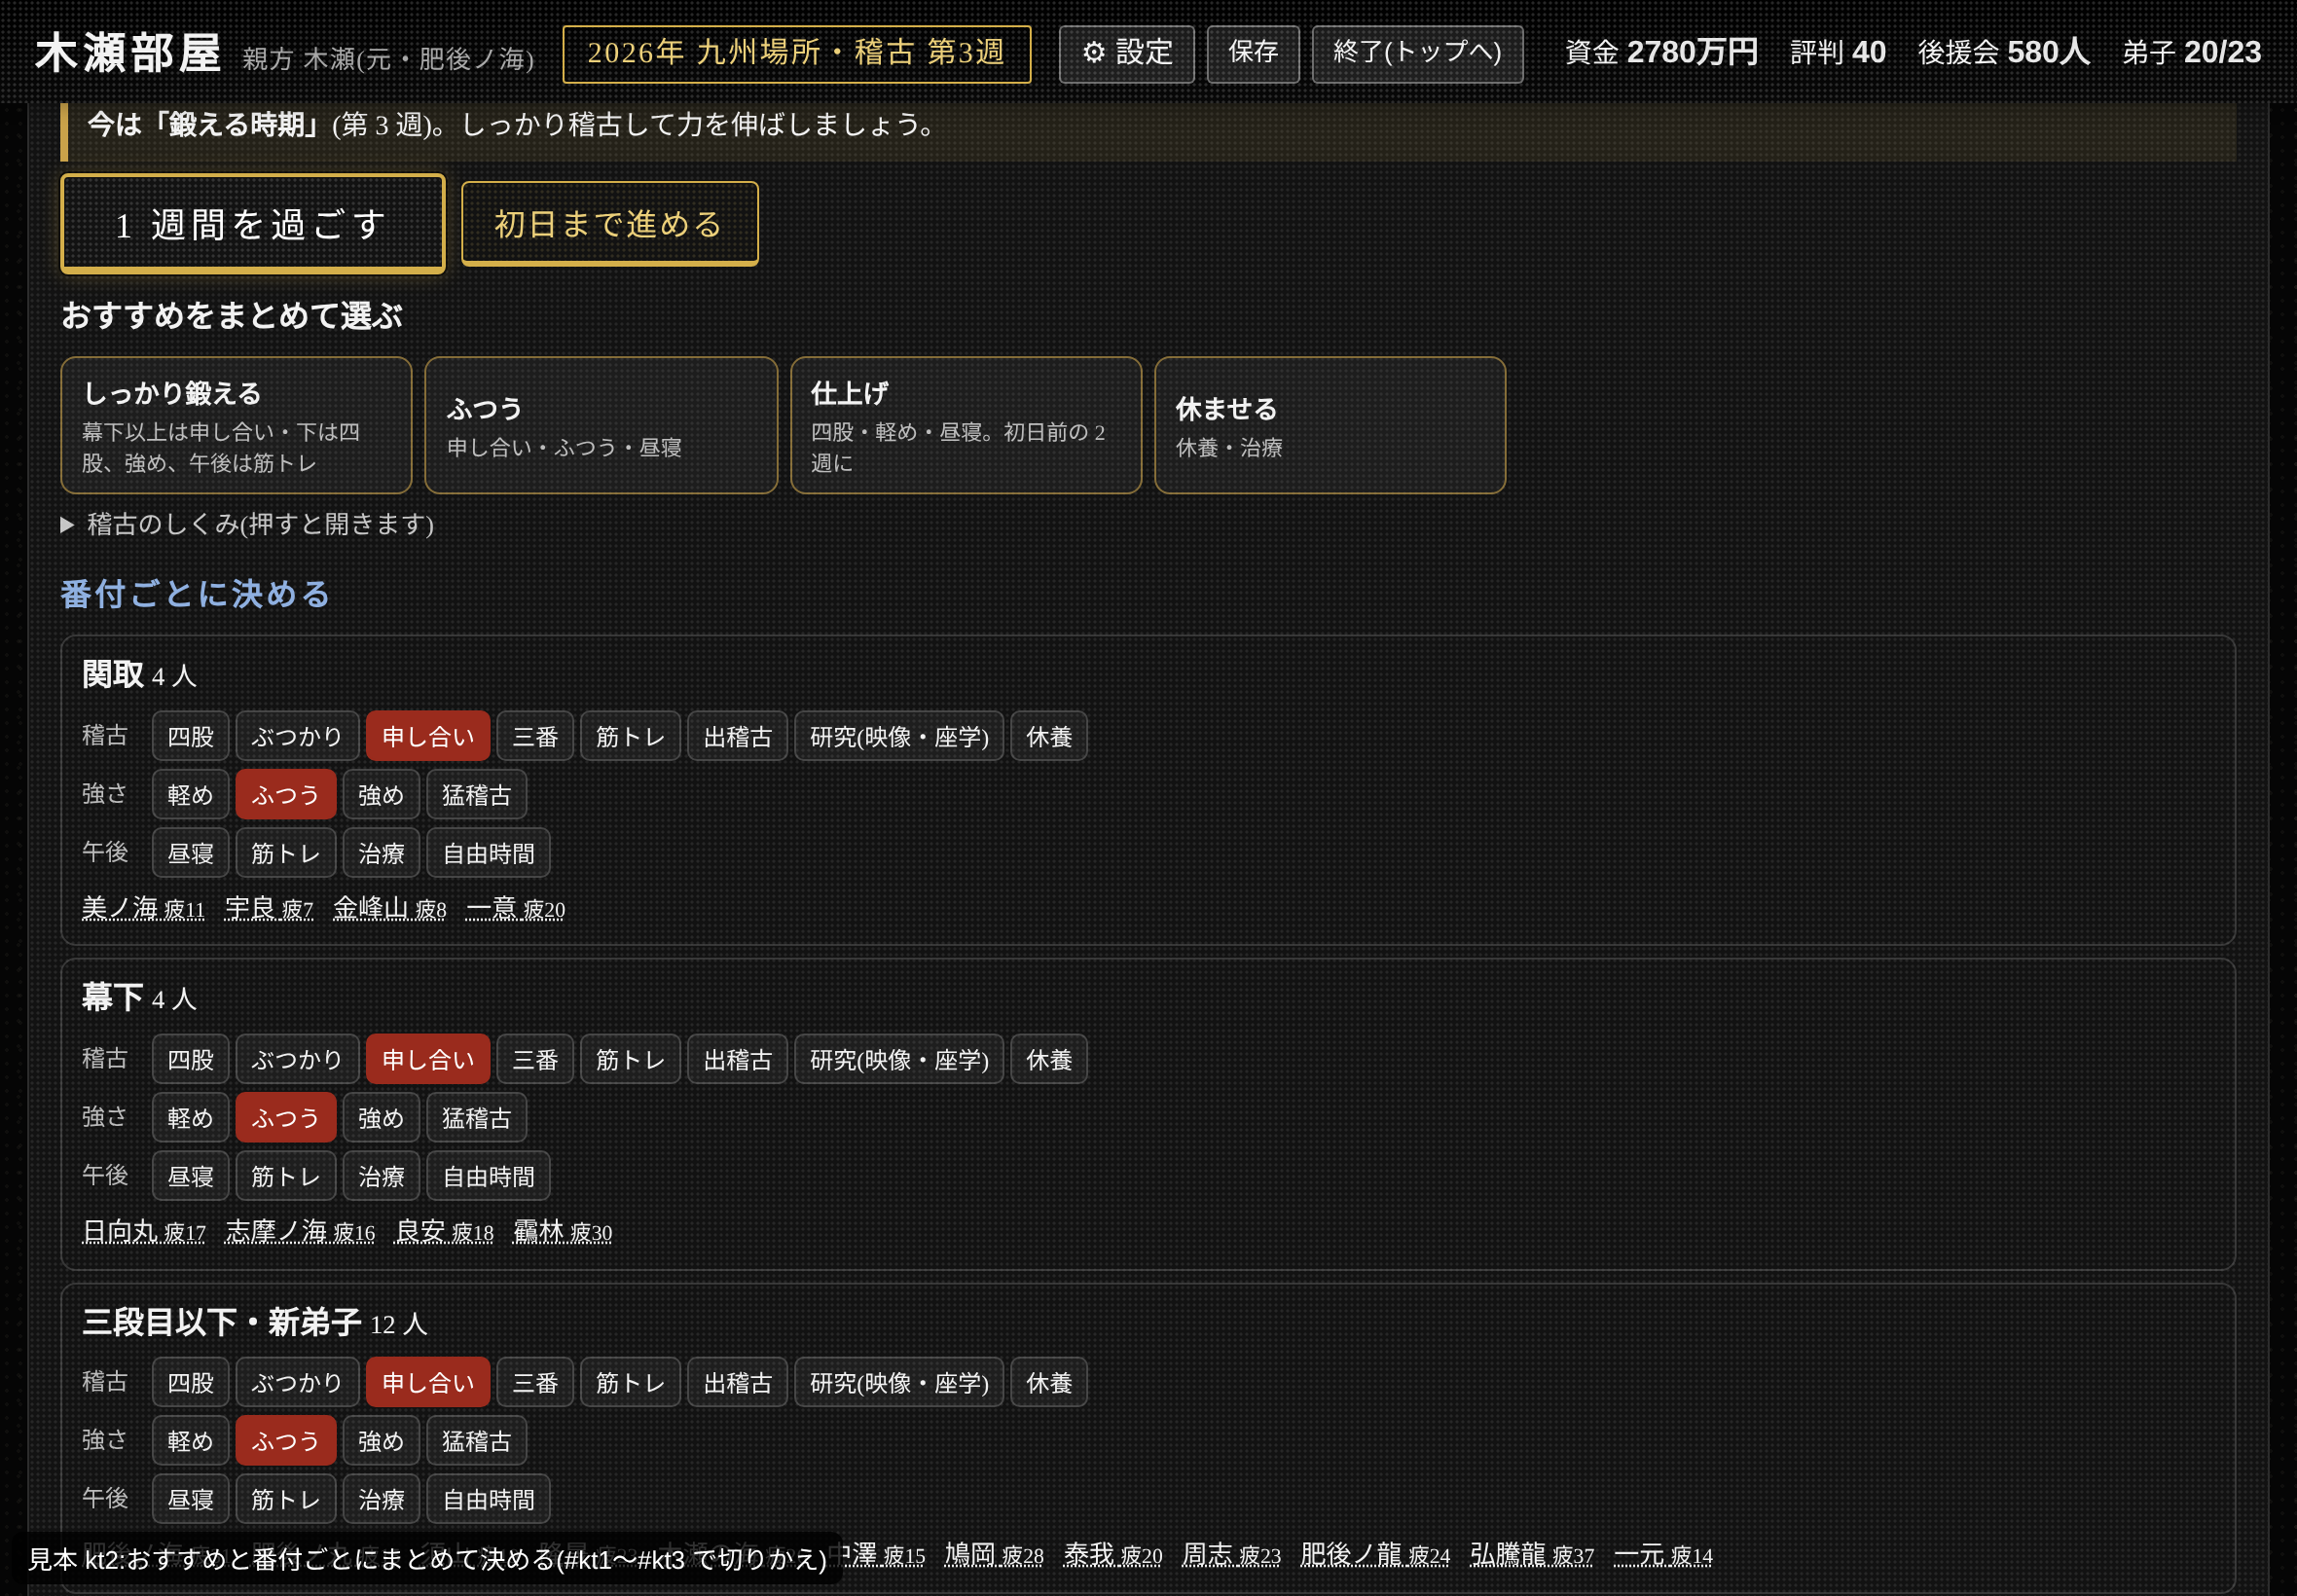 木瀬部屋 親方 木瀬(元・肥後ノ海) 2026年 九州場所・稽古 第3週 ⚙ 設定 保存 終了(トップへ) 資金 2780万円 評判 40 後援会 580人 弟子 20/23
今は「鍛える時期」(第 3 週)。しっかり稽古して力を伸ばしましょう。
1 週間を過ごす 初日まで進める
おすすめをまとめて選ぶ
しっかり鍛える
幕下以上は申し合い・下は四
股、強め、午後は筋トレ
ふつう
申し合い・ふつう・昼寝
仕上げ
四股・軽め・昼寝。初日前の 2
週に
休ませる
休養・治療
▶ 稽古のしくみ(押すと開きます)
番付ごとに決める
関取 4 人
稽古 四股 ぶつかり 申し合い 三番 筋トレ 出稽古 研究(映像・座学) 休養
強さ 軽め ふつう 強め 猛稽古
午後 昼寝 筋トレ 治療 自由時間
美ノ海 疲11 宇良 疲7 金峰山 疲8 一意 疲20
幕下 4 人
稽古 四股 ぶつかり 申し合い 三番 筋トレ 出稽古 研究(映像・座学) 休養
強さ 軽め ふつう 強め 猛稽古
午後 昼寝 筋トレ 治療 自由時間
日向丸 疲17 志摩ノ海 疲16 良安 疲18 靏林 疲30
三段目以下・新弟子 12 人
稽古 四股 ぶつかり 申し合い 三番 筋トレ 出稽古 研究(映像・座学) 休養
強さ 軽め ふつう 強め 猛稽古
午後 昼寝 筋トレ 治療 自由時間
見本 kt2:おすすめと番付ごとにまとめて決める(#kt1〜#kt3 で切りかえ)
澤 疲15 鳩岡 疲28 泰我 疲20 周志 疲23 肥後ノ龍 疲24 弘騰龍 疲37 一元 疲14